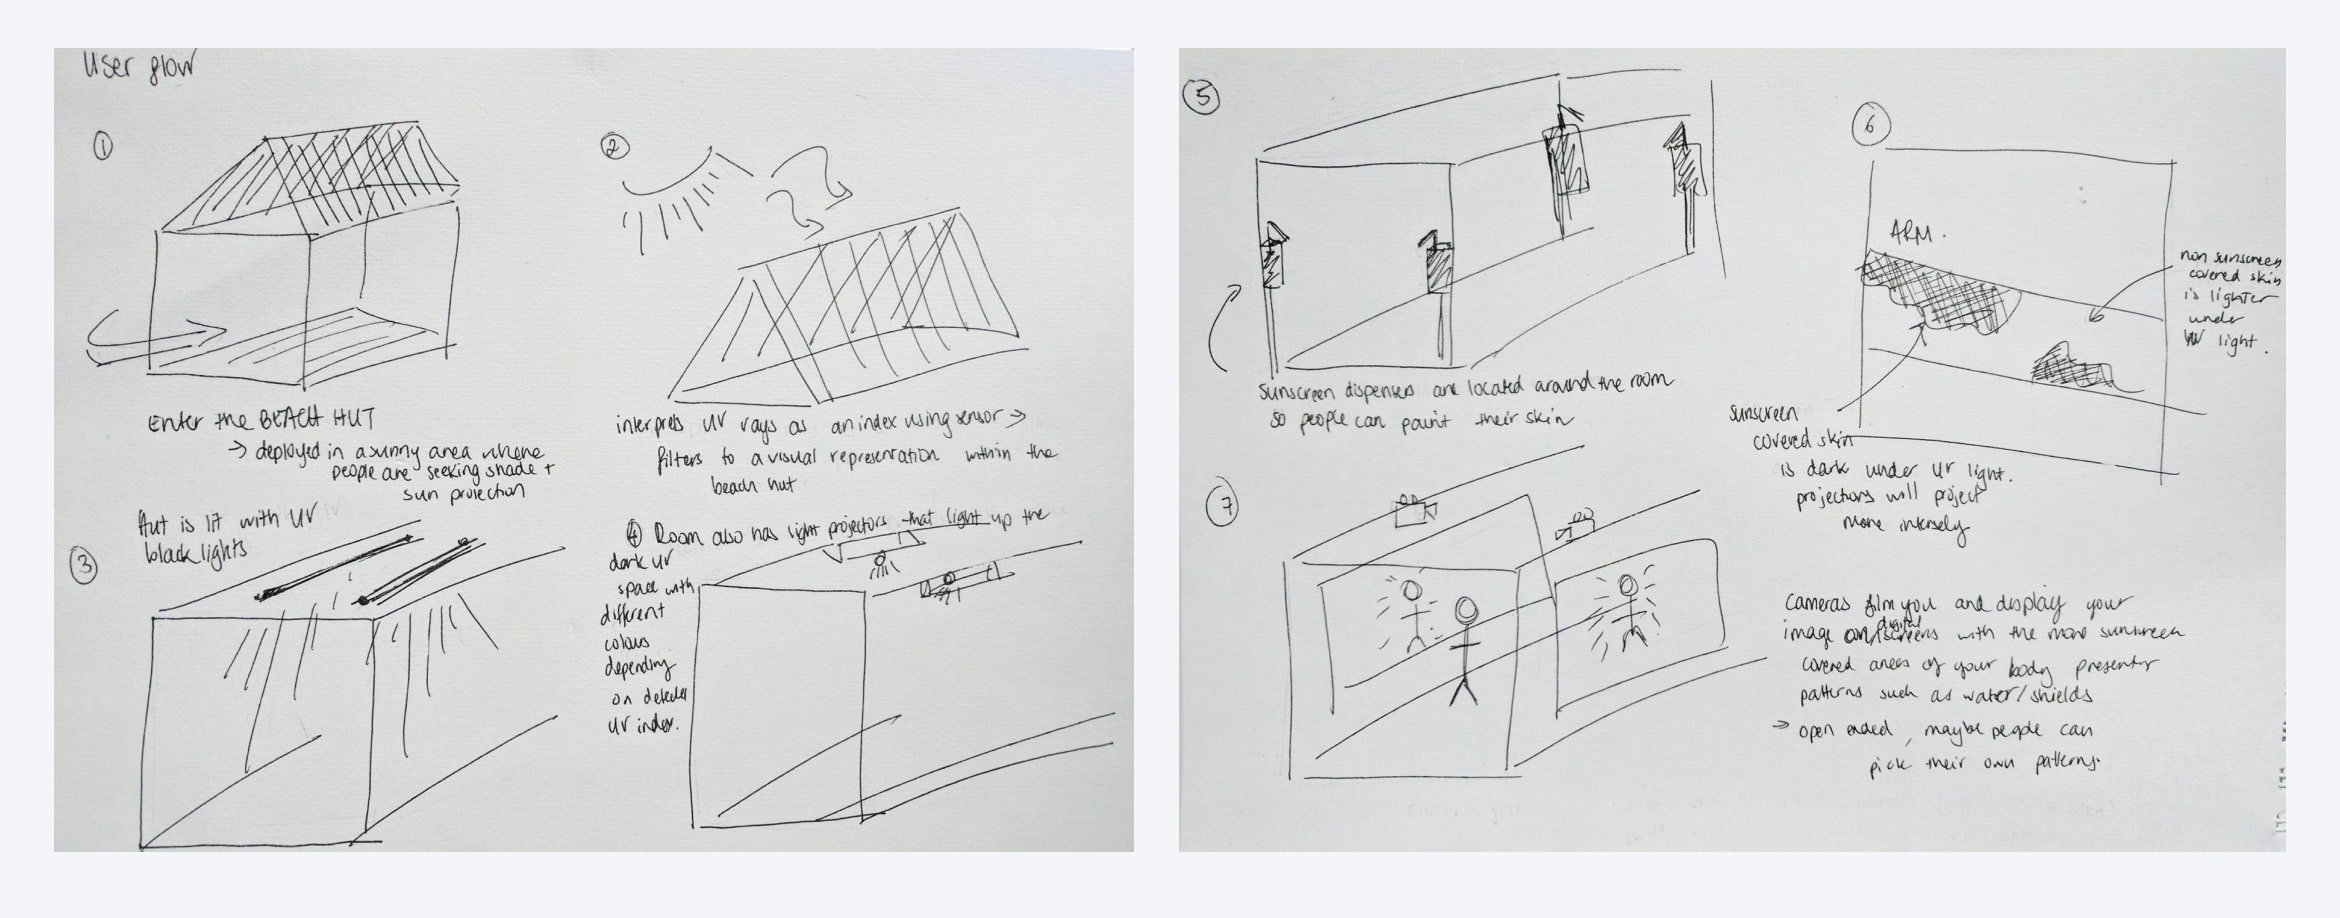 User flow
①
Enter the BEACH HUT
→ deployed in a sunny area where
people are seeking shade +
sun protection
②
interprets UV rays as an index using sensor →
filters to a visual representation within the
beach hut
Hut is lit with UV
black lights
③
④ Room also has light projectors that light up the
dark UV
space with
different
colours
depending
on detected
UV index.
⑤
Sunscreen dispensers are located around the room
so people can paint their skin
⑥
ARM.
non sunscreen
covered skin
is lighter
under
UV light.
sunscreen
covered skin
is dark under UV light.
projections will project
more intensely
⑦
Cameras film you and display your
image on digital screens with the more sunscreen
covered areas of your body presenting
patterns such as water/shields
→ open ended, maybe people can
pick their own patterns.